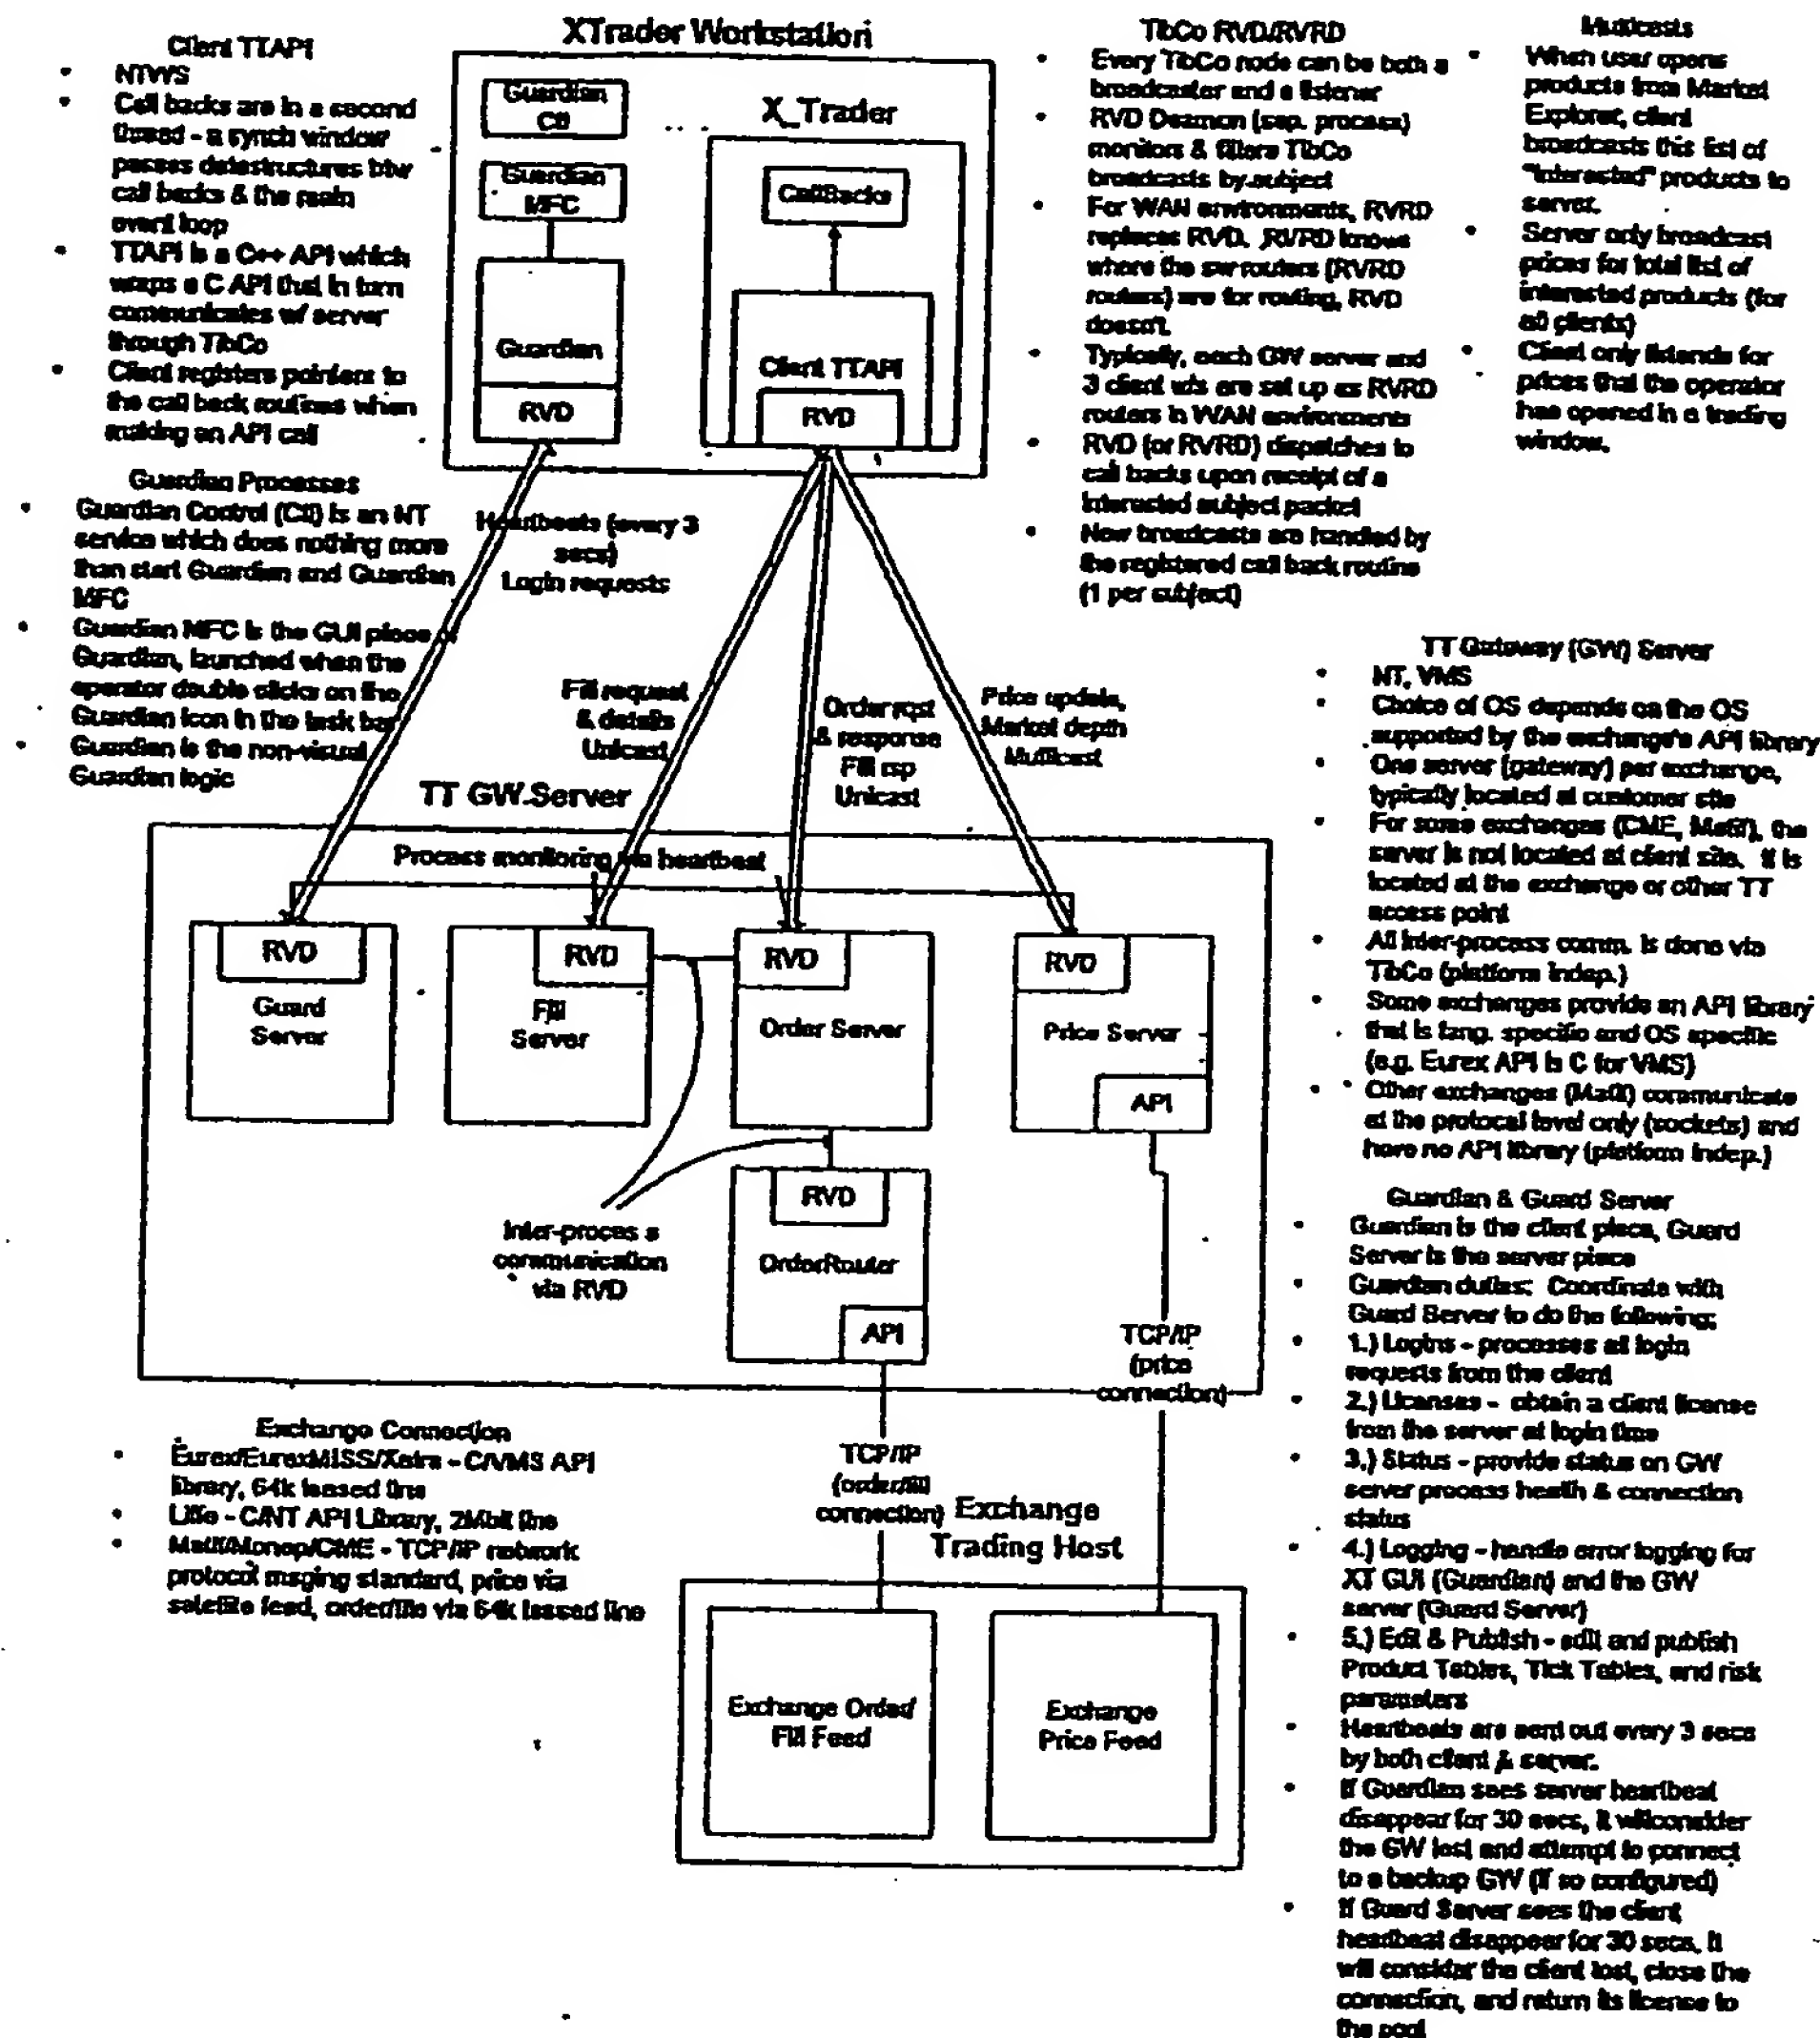 Client TTAPI
• NTWS
• Call backs are in a second
thread - a synch window
passes datastructures btw
call backs & the main
event loop
• TTAPI is a C++ API which
wraps a C API that in turn
communicates w/ server
through TibCo
• Client registers pointers to
the call back routines when
making an API call
XTrader Workstation
Guardian
Ctl
Guardian
MFC
Guardian
RVD
X_Trader
CallBacks
Client TTAPI
RVD
TibCo RVD/RVRD
• Every TibCo node can be both a
broadcaster and a listener
• RVD Deamon (sep. process)
monitors & filters TibCo
broadcasts by subject
• For WAN environments, RVRD
replaces RVD. RVRD knows
where the sw routers (RVRD
routers) are for routing, RVD
doesn't.
• Typically, each GW server and
3 client w/s are set up as RVRD
routers in WAN environments
• RVD (or RVRD) dispatches to
call backs upon receipt of a
interested subject packet
• New broadcasts are handled by
the registered call back routine
(1 per subject)
Multicasts
• When user opens
products from Market
Explorer, client
broadcasts this list of
"interested" products to
server.
• Server only broadcast
prices for total list of
interested products (for
all clients)
• Client only listends for
prices that the operator
has opened in a trading
window.
Guardian Processes
• Guardian Control (Ctl) is an NT
service which does nothing more
than start Guardian and Guardian
MFC
• Guardian MFC is the GUI piece of
Guardian, launched when the
operator double clicks on the
Guardian icon in the task bar
• Guardian is the non-visual
Guardian logic
Heartbeats (every 3
secs)
Login requests
Fill request
& details
Unicast
Order rqst
& response
Fill rsp
Unicast
Price update,
Market depth
Multicast
TT GW.Server
Process monitoring via heartbeat
RVD
Guard
Server
RVD
Fill
Server
RVD
Order Server
RVD
Price Server
API
Inter-proces s
communication
via RVD
RVD
OrderRouter
API
TCP/IP
(price
connection)
TCP/IP
(order/fill
connection)
TT Gateway (GW) Server
• NT, VMS
• Choice of OS depends on the OS
supported by the exchange's API library
• One server (gateway) per exchange,
typically located at customer site
• For some exchanges (CME, Matif), the
server is not located at client site. It is
located at the exchange or other TT
access point
• All inter-process comm. is done via
TibCo (platform indep.)
• Some exchanges provide an API library
that is lang. specific and OS specific
(e.g. Eurex API is C for VMS)
• Other exchanges (Matif) communicate
at the protocal level only (sockets) and
have no API library (platform indep.)
Guardian & Guard Server
• Guardian is the client piece, Guard
Server is the server piece
• Guardian duties: Coordinate with
Guard Server to do the following:
• 1.) Logins - processes all login
requests from the client
• 2.) Licenses - obtain a client license
from the server at login time
• 3.) Status - provide status on GW
server process health & connection
status
• 4.) Logging - handle error logging for
XT GUI (Guardian) and the GW
server (Guard Server)
• 5.) Edit & Publish - edit and publish
Product Tables, Tick Tables, and risk
parameters
• Heartbeats are sent out every 3 secs
by both client & server.
• If Guardian sees server heartbeat
disappear for 30 secs, it willconsider
the GW lost and attempt to connect
to a backup GW (if so configured)
• If Guard Server sees the client
heartbeat disappear for 30 secs, it
will consider the client lost, close the
connection, and return its license to
the pool
Exchange Connection
• Eurex/EurexMISS/Xetra - C/VMS API
library, 64k leased line
• Liffe - C/NT API Library, 2Mbit line
• Matif/Monep/CME - TCP/IP network
protocol msging standard, price via
satellite feed, order/fills via 64k leased line
Exchange
Trading Host
Exchange Order/
Fill Feed
Exchange
Price Feed